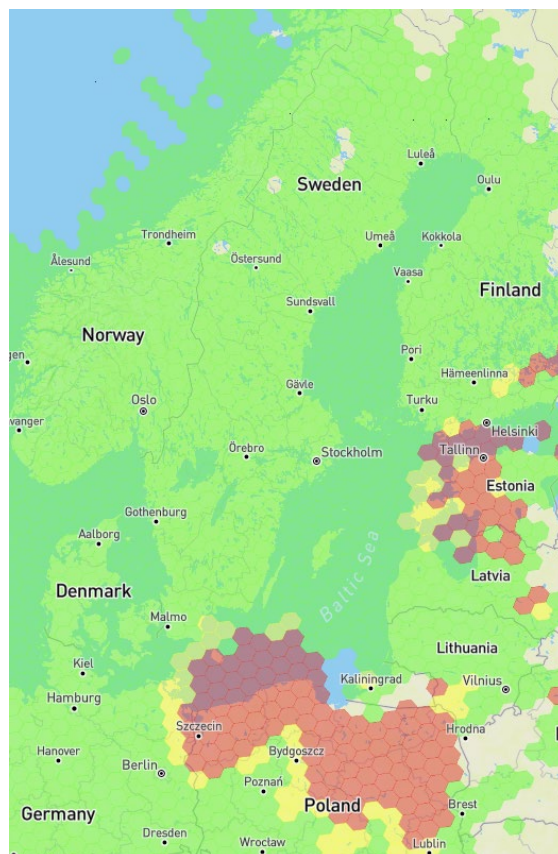 Luleå
Oulu
Sweden
Trondheim
Umeå
Kokkola
Ålesund
Östersund
Vaasa
Sundsvall
Finland
Norway
gen
Pori
Hämeenlinna
Gävle
Oslo
Turku
vanger
Helsinki
Örebro
Stockholm
Tallinn
Estonia
Gothenburg
Aalborg
Baltic Sea
Latvia
Denmark
Malmo
Lithuania
Kiel
Kaliningrad
Vilnius
Hamburg
Szczecin
Hrodna
Hanover
Bydgoszcz
Berlin
Poznań
Poland
Brest
Germany
Dresden
Wrocław
Lublin